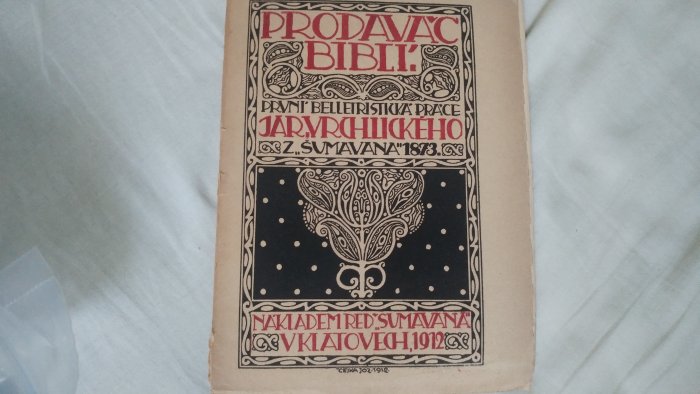 PRODAVAČ
BIBLÍ:
PRVNÍ BELLETRISTICKÁ PRÁCE
JAR. VRCHLICKÉHO
Z „ŠUMAVANA" 1873.
NÁKLADEM RED. „ŠUMAVANA"
V KLATOVECH, 1912